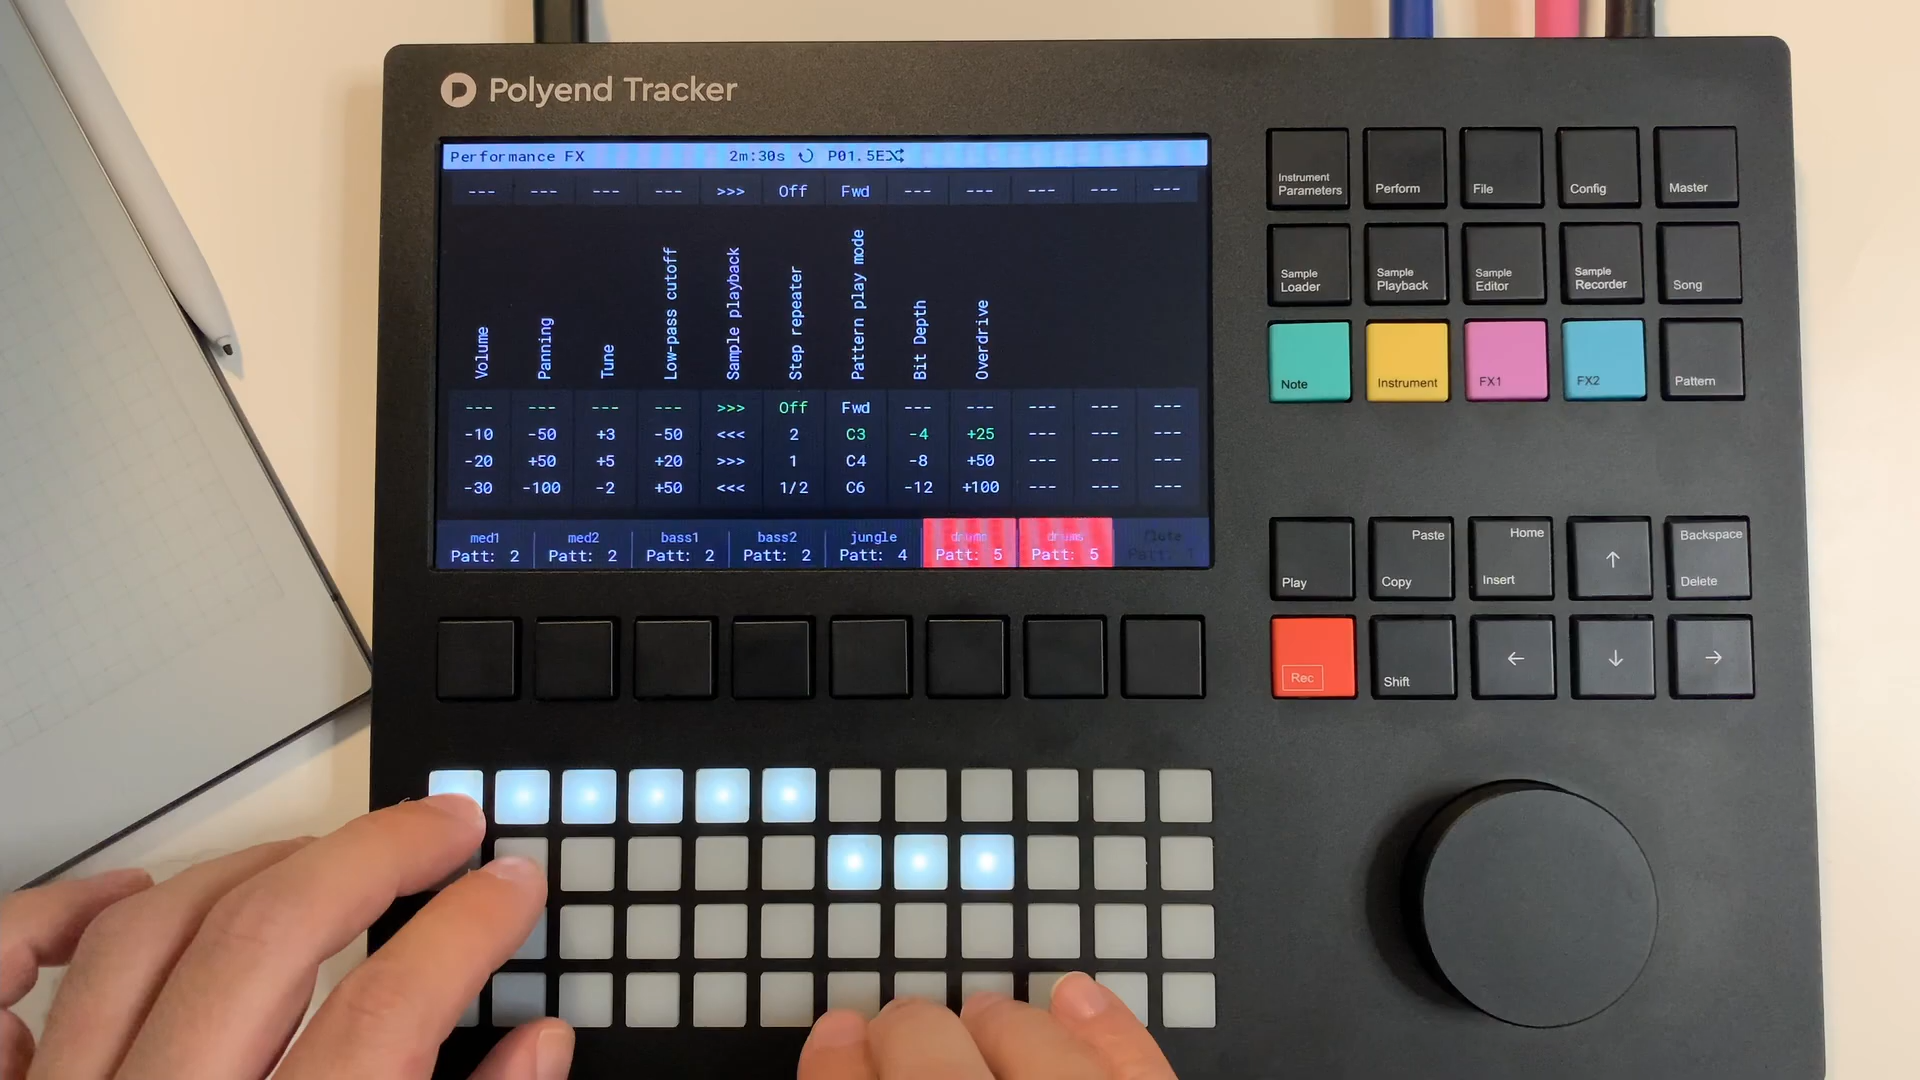 Polyend Tracker
Performance FX 2m:30s P01.5E
--- --- --- --- >>> Off Fwd --- --- --- --- ---
Volume Panning Tune Low-pass cutoff Sample playback Step repeater Pattern play mode Bit Depth Overdrive
--- --- --- --- >>> Off Fwd --- --- --- --- ---
-10 -50 +3 -50 <<< 2 C3 -4 +25 --- --- ---
-20 +50 +5 +20 >>> 1 C4 -8 +50 --- --- ---
-30 -100 -2 +50 <<< 1/2 C6 -12 +100 --- --- ---
med1 med2 bass1 bass2 jungle drums drums
Patt: 2 Patt: 2 Patt: 2 Patt: 2 Patt: 4 Patt: 5 Patt: 5 Patt: 1
Instrument
Parameters
Perform
File
Config
Master
Sample
Loader
Sample
Playback
Sample
Editor
Sample
Recorder
Song
Note
Instrument
FX1
FX2
Pattern
Play
Paste
Copy
Home
Insert
↑
Backspace
Delete
Rec
Shift
←
↓
→